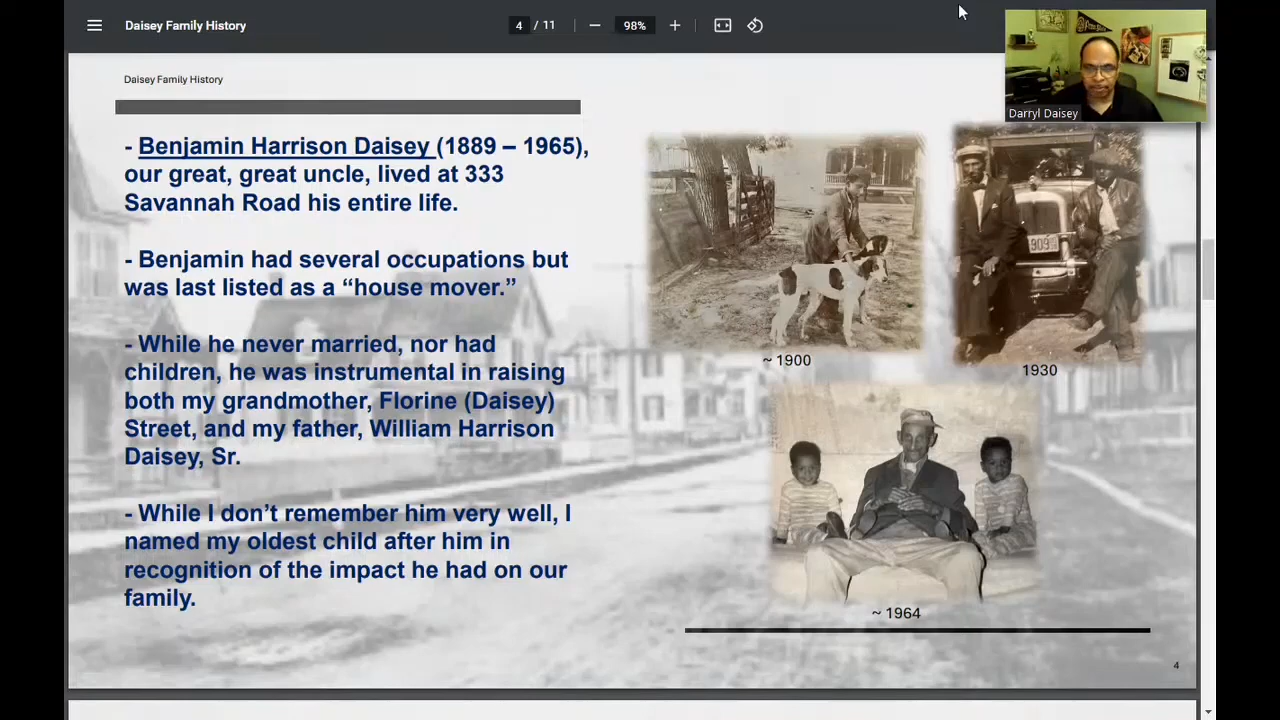 Daisey Family History
4 / 11
98%
Darryl Daisey
Daisey Family History
- Benjamin Harrison Daisey (1889 – 1965),
our great, great uncle, lived at 333
Savannah Road his entire life.
- Benjamin had several occupations but
was last listed as a “house mover.”
- While he never married, nor had
children, he was instrumental in raising
both my grandmother, Florine (Daisey)
Street, and my father, William Harrison
Daisey, Sr.
- While I don’t remember him very well, I
named my oldest child after him in
recognition of the impact he had on our
family.
909
~ 1900
1930
~ 1964
4